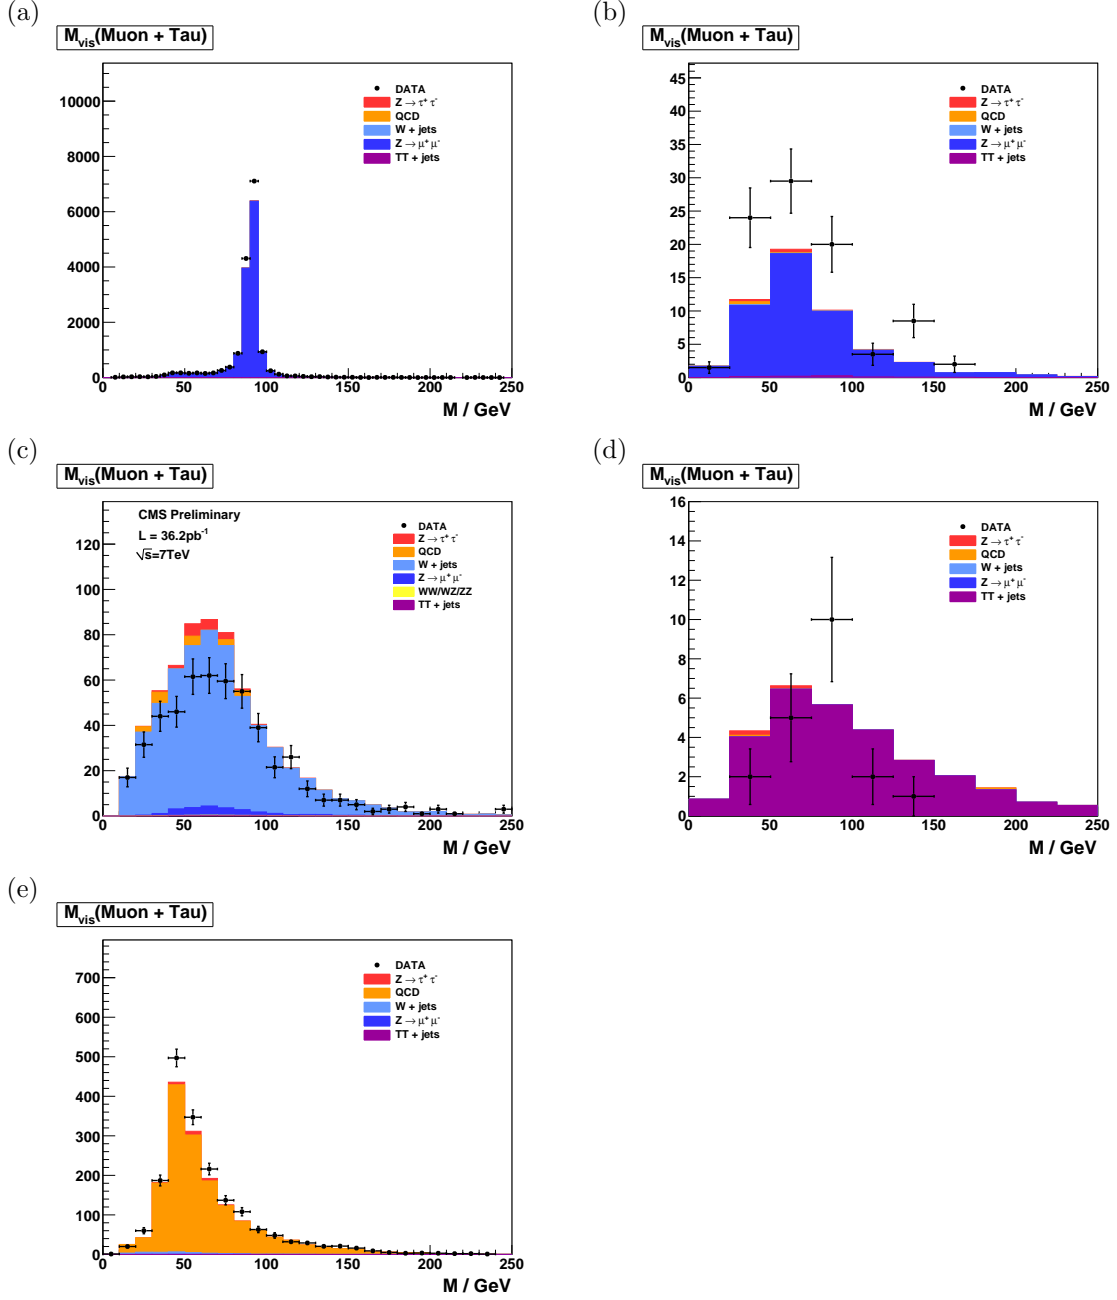 (a)
M_vis(Muon + Tau)
10000
8000
6000
4000
2000
0
0 50 100 150 200 250
M / GeV
DATA
Z → τ⁺ τ⁻
QCD
W + jets
Z → μ⁺ μ⁻
TT + jets
(b)
M_vis(Muon + Tau)
45
40
35
30
25
20
15
10
5
0
0 50 100 150 200 250
M / GeV
DATA
Z → τ⁺ τ⁻
QCD
W + jets
Z → μ⁺ μ⁻
TT + jets
(c)
M_vis(Muon + Tau)
CMS Preliminary
L = 36.2pb⁻¹
√s=7TeV
120
100
80
60
40
20
0
0 50 100 150 200 250
M / GeV
DATA
Z → τ⁺ τ⁻
QCD
W + jets
Z → μ⁺ μ⁻
WW/WZ/ZZ
TT + jets
(d)
M_vis(Muon + Tau)
16
14
12
10
8
6
4
2
0
0 50 100 150 200 250
M / GeV
DATA
Z → τ⁺ τ⁻
QCD
W + jets
Z → μ⁺ μ⁻
TT + jets
(e)
M_vis(Muon + Tau)
700
600
500
400
300
200
100
0
0 50 100 150 200 250
M / GeV
DATA
Z → τ⁺ τ⁻
QCD
W + jets
Z → μ⁺ μ⁻
TT + jets